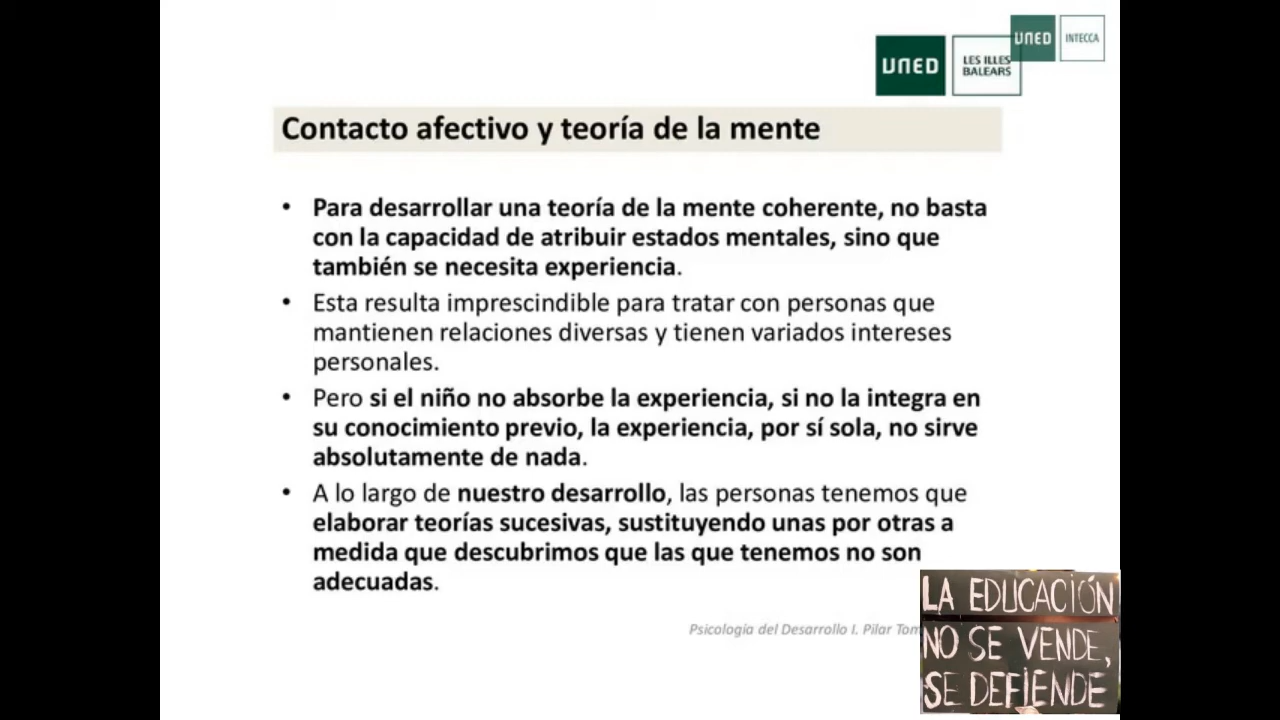 UNED
INTECCA
UNED
LES ILLES
BALEARS
Contacto afectivo y teoría de la mente
• Para desarrollar una teoría de la mente coherente, no basta
con la capacidad de atribuir estados mentales, sino que
también se necesita experiencia.
• Esta resulta imprescindible para tratar con personas que
mantienen relaciones diversas y tienen variados intereses
personales.
• Pero si el niño no absorbe la experiencia, si no la integra en
su conocimiento previo, la experiencia, por sí sola, no sirve
absolutamente de nada.
• A lo largo de nuestro desarrollo, las personas tenemos que
elaborar teorías sucesivas, sustituyendo unas por otras a
medida que descubrimos que las que tenemos no son
adecuadas.
Psicología del Desarrollo I. Pilar
LA EDUCACIÓN
NO SE VENDE,
SE DEFIENDE